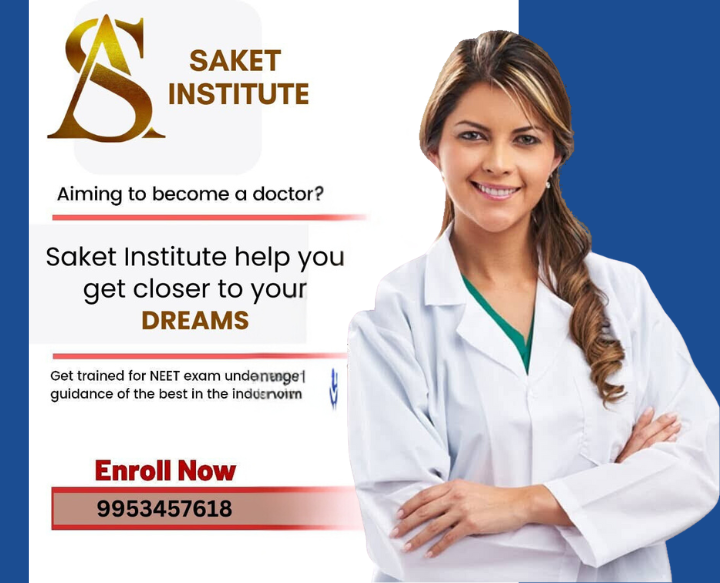 SAKET
INSTITUTE
Aiming to become a doctor?
Saket Institute help you
get closer to your
DREAMS
Get trained for NEET exam
guidance of the best in the
Enroll Now
9953457618